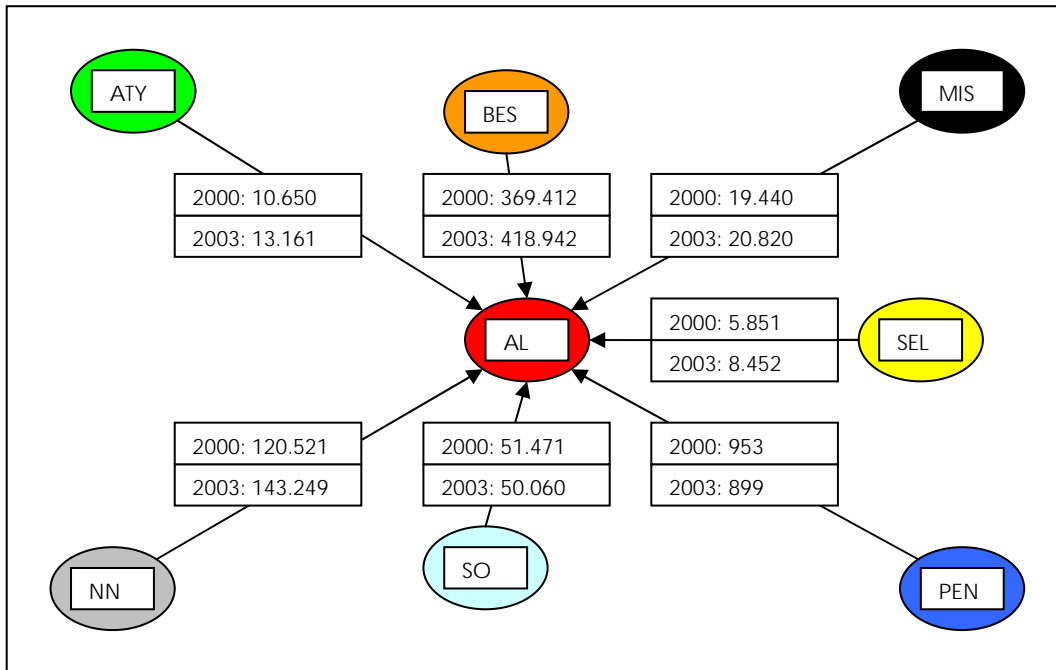 ATY
BES
MIS
2000: 10.650
2003: 13.161
2000: 369.412
2003: 418.942
2000: 19.440
2003: 20.820
AL
2000: 5.851
2003: 8.452
SEL
2000: 120.521
2003: 143.249
2000: 51.471
2003: 50.060
2000: 953
2003: 899
NN
SO
PEN